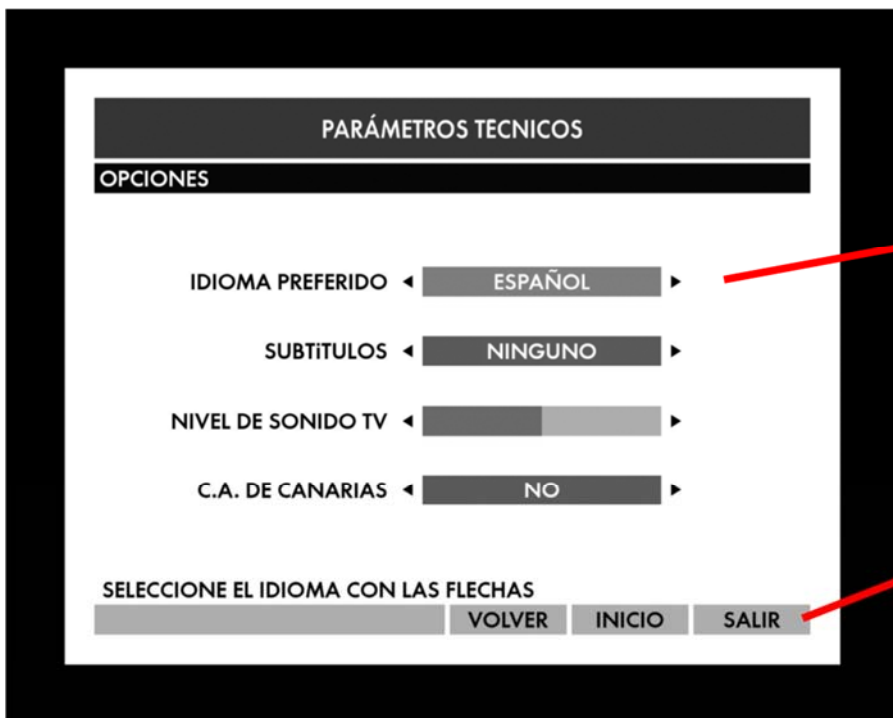 PARÁMETROS TECNICOS
OPCIONES
IDIOMA PREFERIDO ◄ ESPAÑOL ►
SUBTiTULOS ◄ NINGUNO ►
NIVEL DE SONIDO TV ◄ ►
C.A. DE CANARIAS ◄ NO ►
SELECCIONE EL IDIOMA CON LAS FLECHAS
VOLVER INICIO SALIR